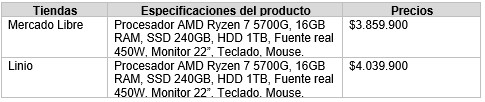 Tiendas Especificaciones del producto Precios
Mercado Libre Procesador AMD Ryzen 7 5700G, 16GB $3.859.900
RAM, SSD 240GB, HDD 1TB, Fuente real
450W, Monitor 22”, Teclado, Mouse.
Linio Procesador AMD Ryzen 7 5700G, 16GB $4.039.900
RAM, SSD 240GB, HDD 1TB, Fuente real
450W, Monitor 22”, Teclado, Mouse.